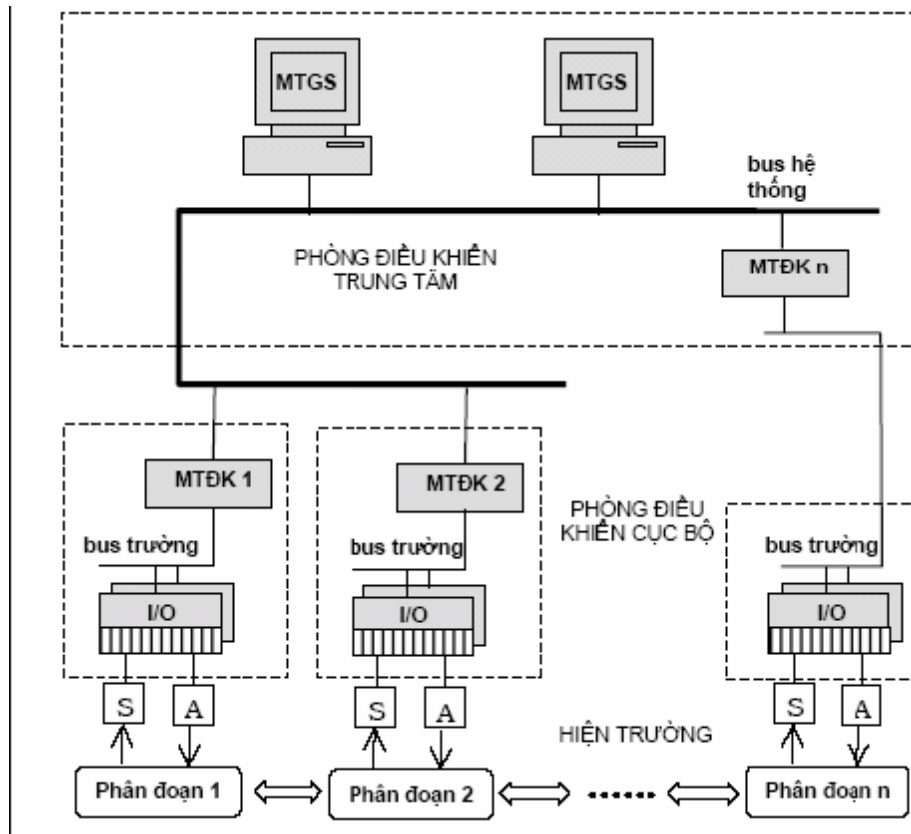 MTGS
MTGS
bus hệ
thống
PHÒNG ĐIỀU KHIỂN
TRUNG TÂM
MTĐK n
MTĐK 1
MTĐK 2
PHÒNG ĐIỀU
KHIỂN CỤC BỘ
bus trường
bus trường
bus trường
I/O
I/O
I/O
S
A
S
A
S
A
HIỆN TRƯỜNG
Phân đoạn 1
Phân đoạn 2
......
Phân đoạn n